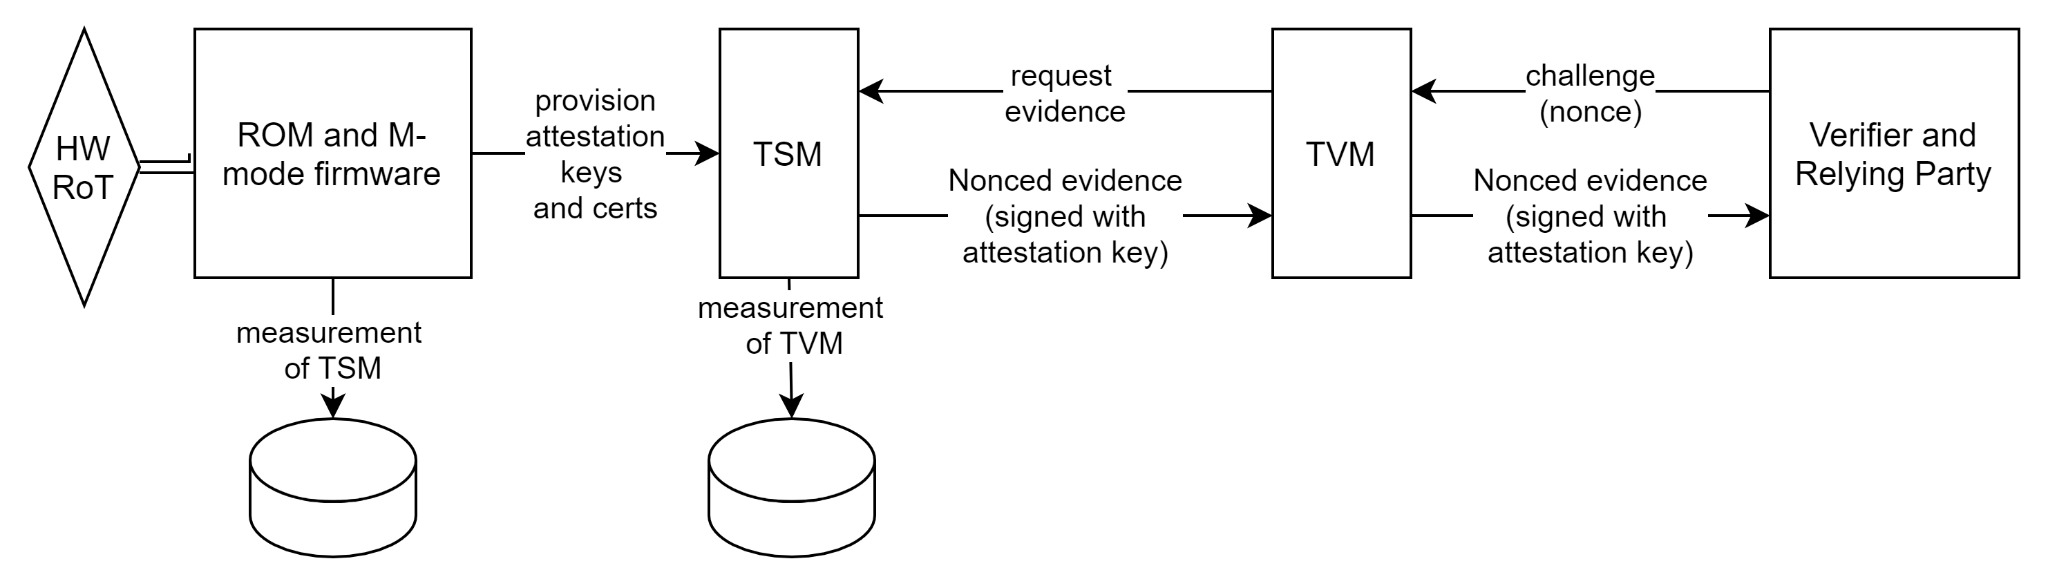 HW
RoT
ROM and M-
mode firmware
provision
attestation
keys
and certs
TSM
request
evidence
Nonced evidence
(signed with
attestation key)
TVM
challenge
(nonce)
Nonced evidence
(signed with
attestation key)
Verifier and
Relying Party
measurement
of TSM
measurement
of TVM